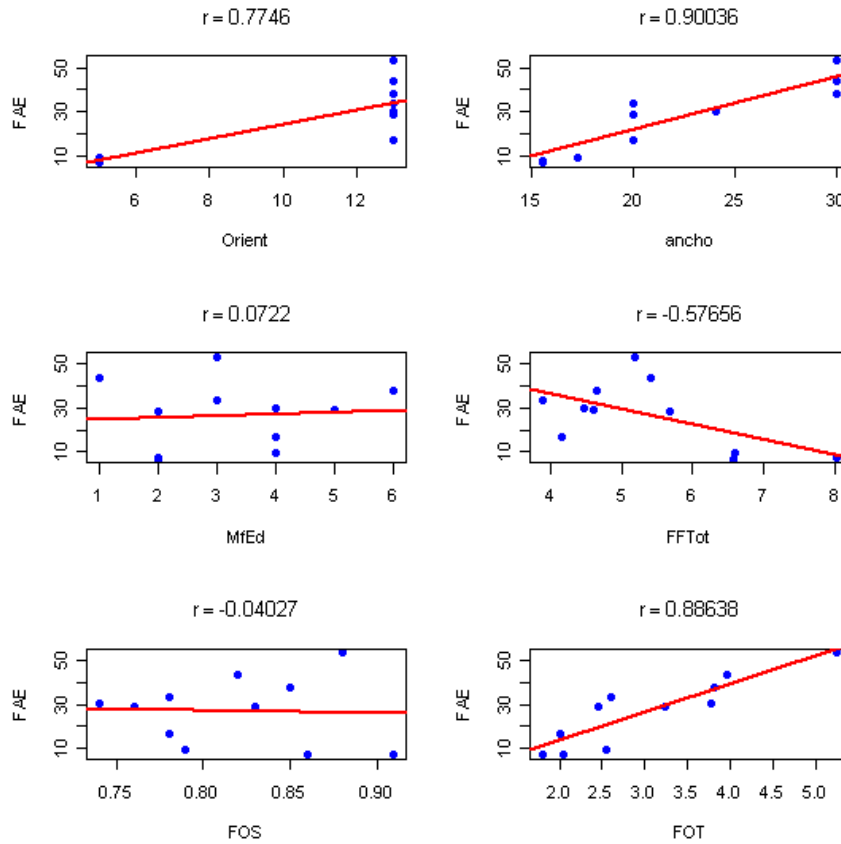 r = 0.7746
FAE
10 30 50
6 8 10 12
Orient
r = 0.90036
FAE
10 30 50
15 20 25 30
ancho
r = 0.0722
FAE
10 30 50
1 2 3 4 5 6
MfEd
r = -0.57656
FAE
10 30 50
4 5 6 7 8
FFTot
r = -0.04027
FAE
10 30 50
0.75 0.80 0.85 0.90
FOS
r = 0.88638
FAE
10 30 50
2.0 2.5 3.0 3.5 4.0 4.5 5.0
FOT